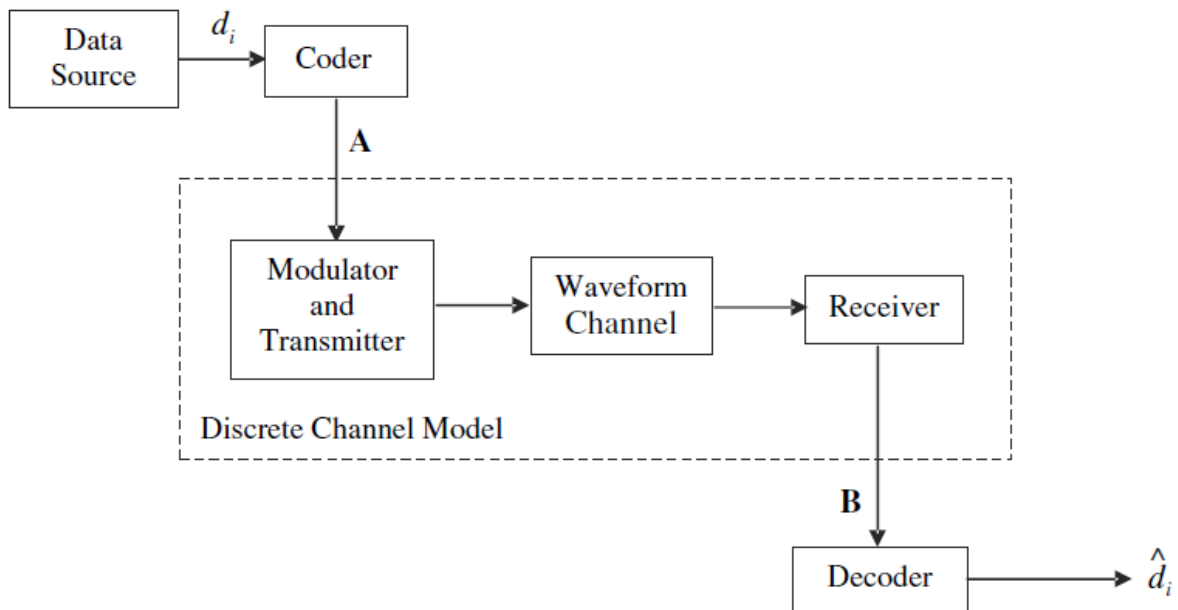 Data
Source
d_i
Coder
A
Modulator
and
Transmitter
Waveform
Channel
Receiver
Discrete Channel Model
B
Decoder
d̂_i